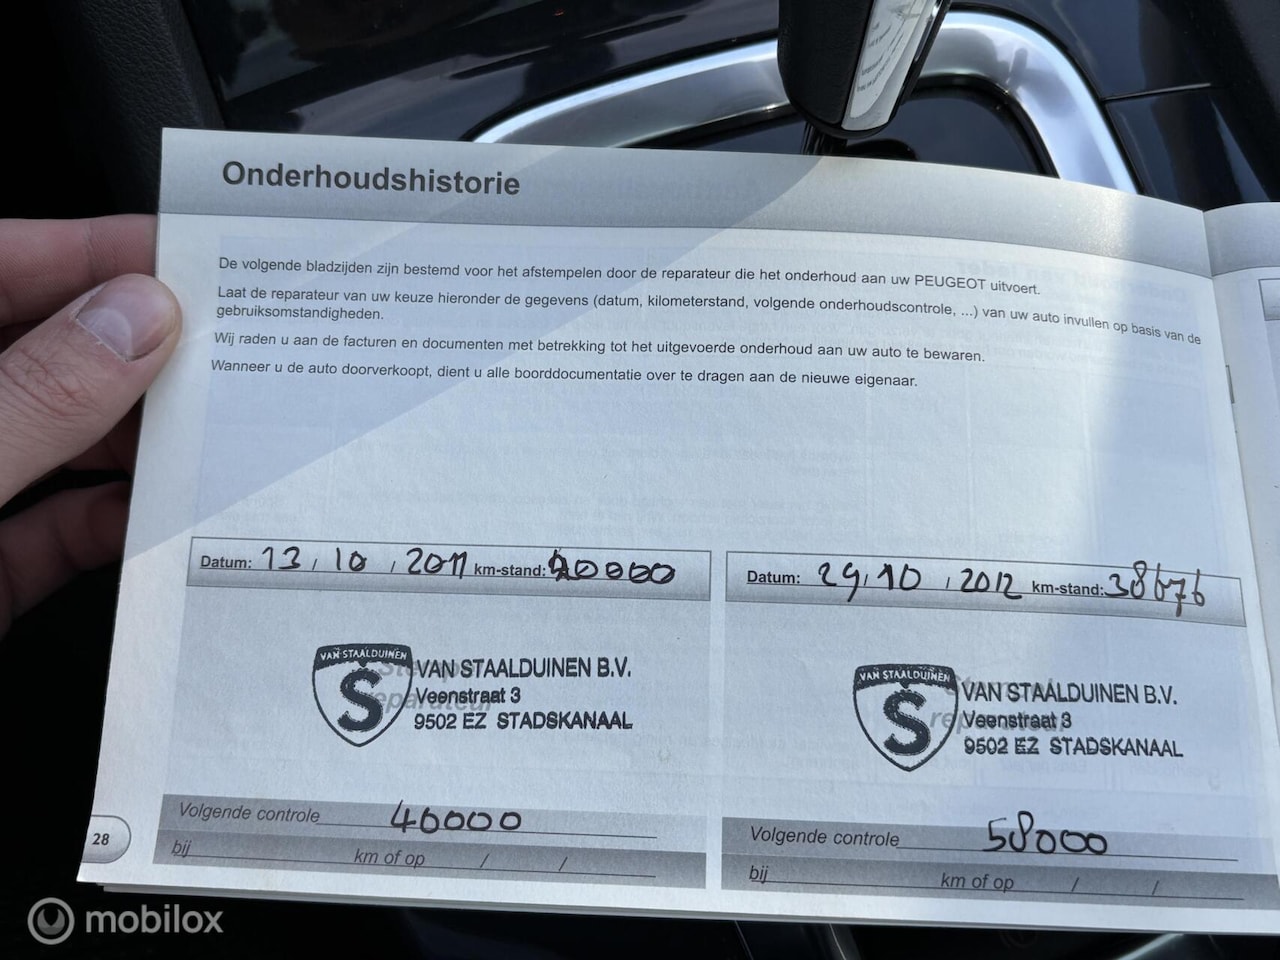 Onderhoudshistorie
De volgende bladzijden zijn bestemd voor het afstempelen door de reparateur die het onderhoud aan uw PEUGEOT uitvoert.
Laat de reparateur van uw keuze hieronder de gegevens (datum, kilometerstand, volgende onderhoudscontrole, ...) van uw auto invullen op basis van de
gebruiksomstandigheden.
Wij raden u aan de facturen en documenten met betrekking tot het uitgevoerde onderhoud aan uw auto te bewaren.
Wanneer u de auto doorverkoopt, dient u alle boorddocumentatie over te dragen aan de nieuwe eigenaar.
Datum: 13 / 10 / 2011 km-stand:
VAN STAALDUINEN
S
VAN STAALDUINEN B.V.
Veenstraat 3
9502 EZ STADSKANAAL
Volgende controle 40000
bij km of op / /
Datum: 29 / 10 / 2012 km-stand: 38676
VAN STAALDUINEN
S
VAN STAALDUINEN B.V.
reparateur
Veenstraat 3
9502 EZ STADSKANAAL
Volgende controle 58000
bij km of op / /
28
mobilox